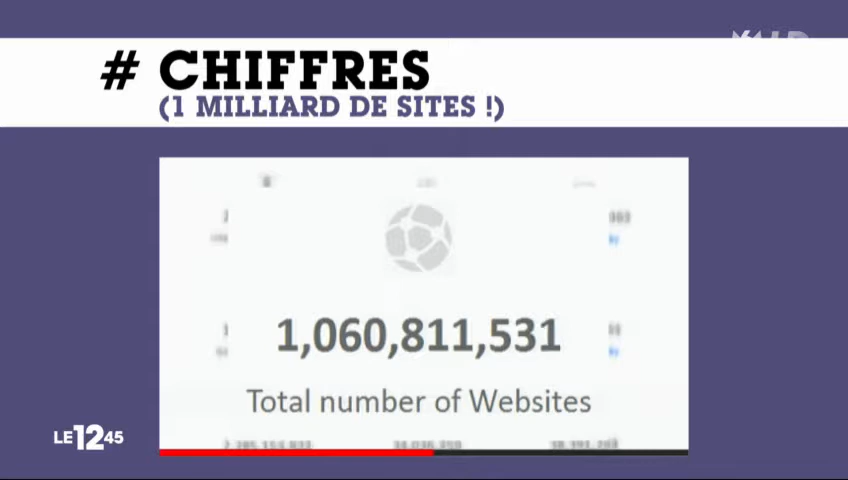 # CHIFFRES
(1 MILLIARD DE SITES !)
1,060,811,531
Total number of Websites
LE 12 45